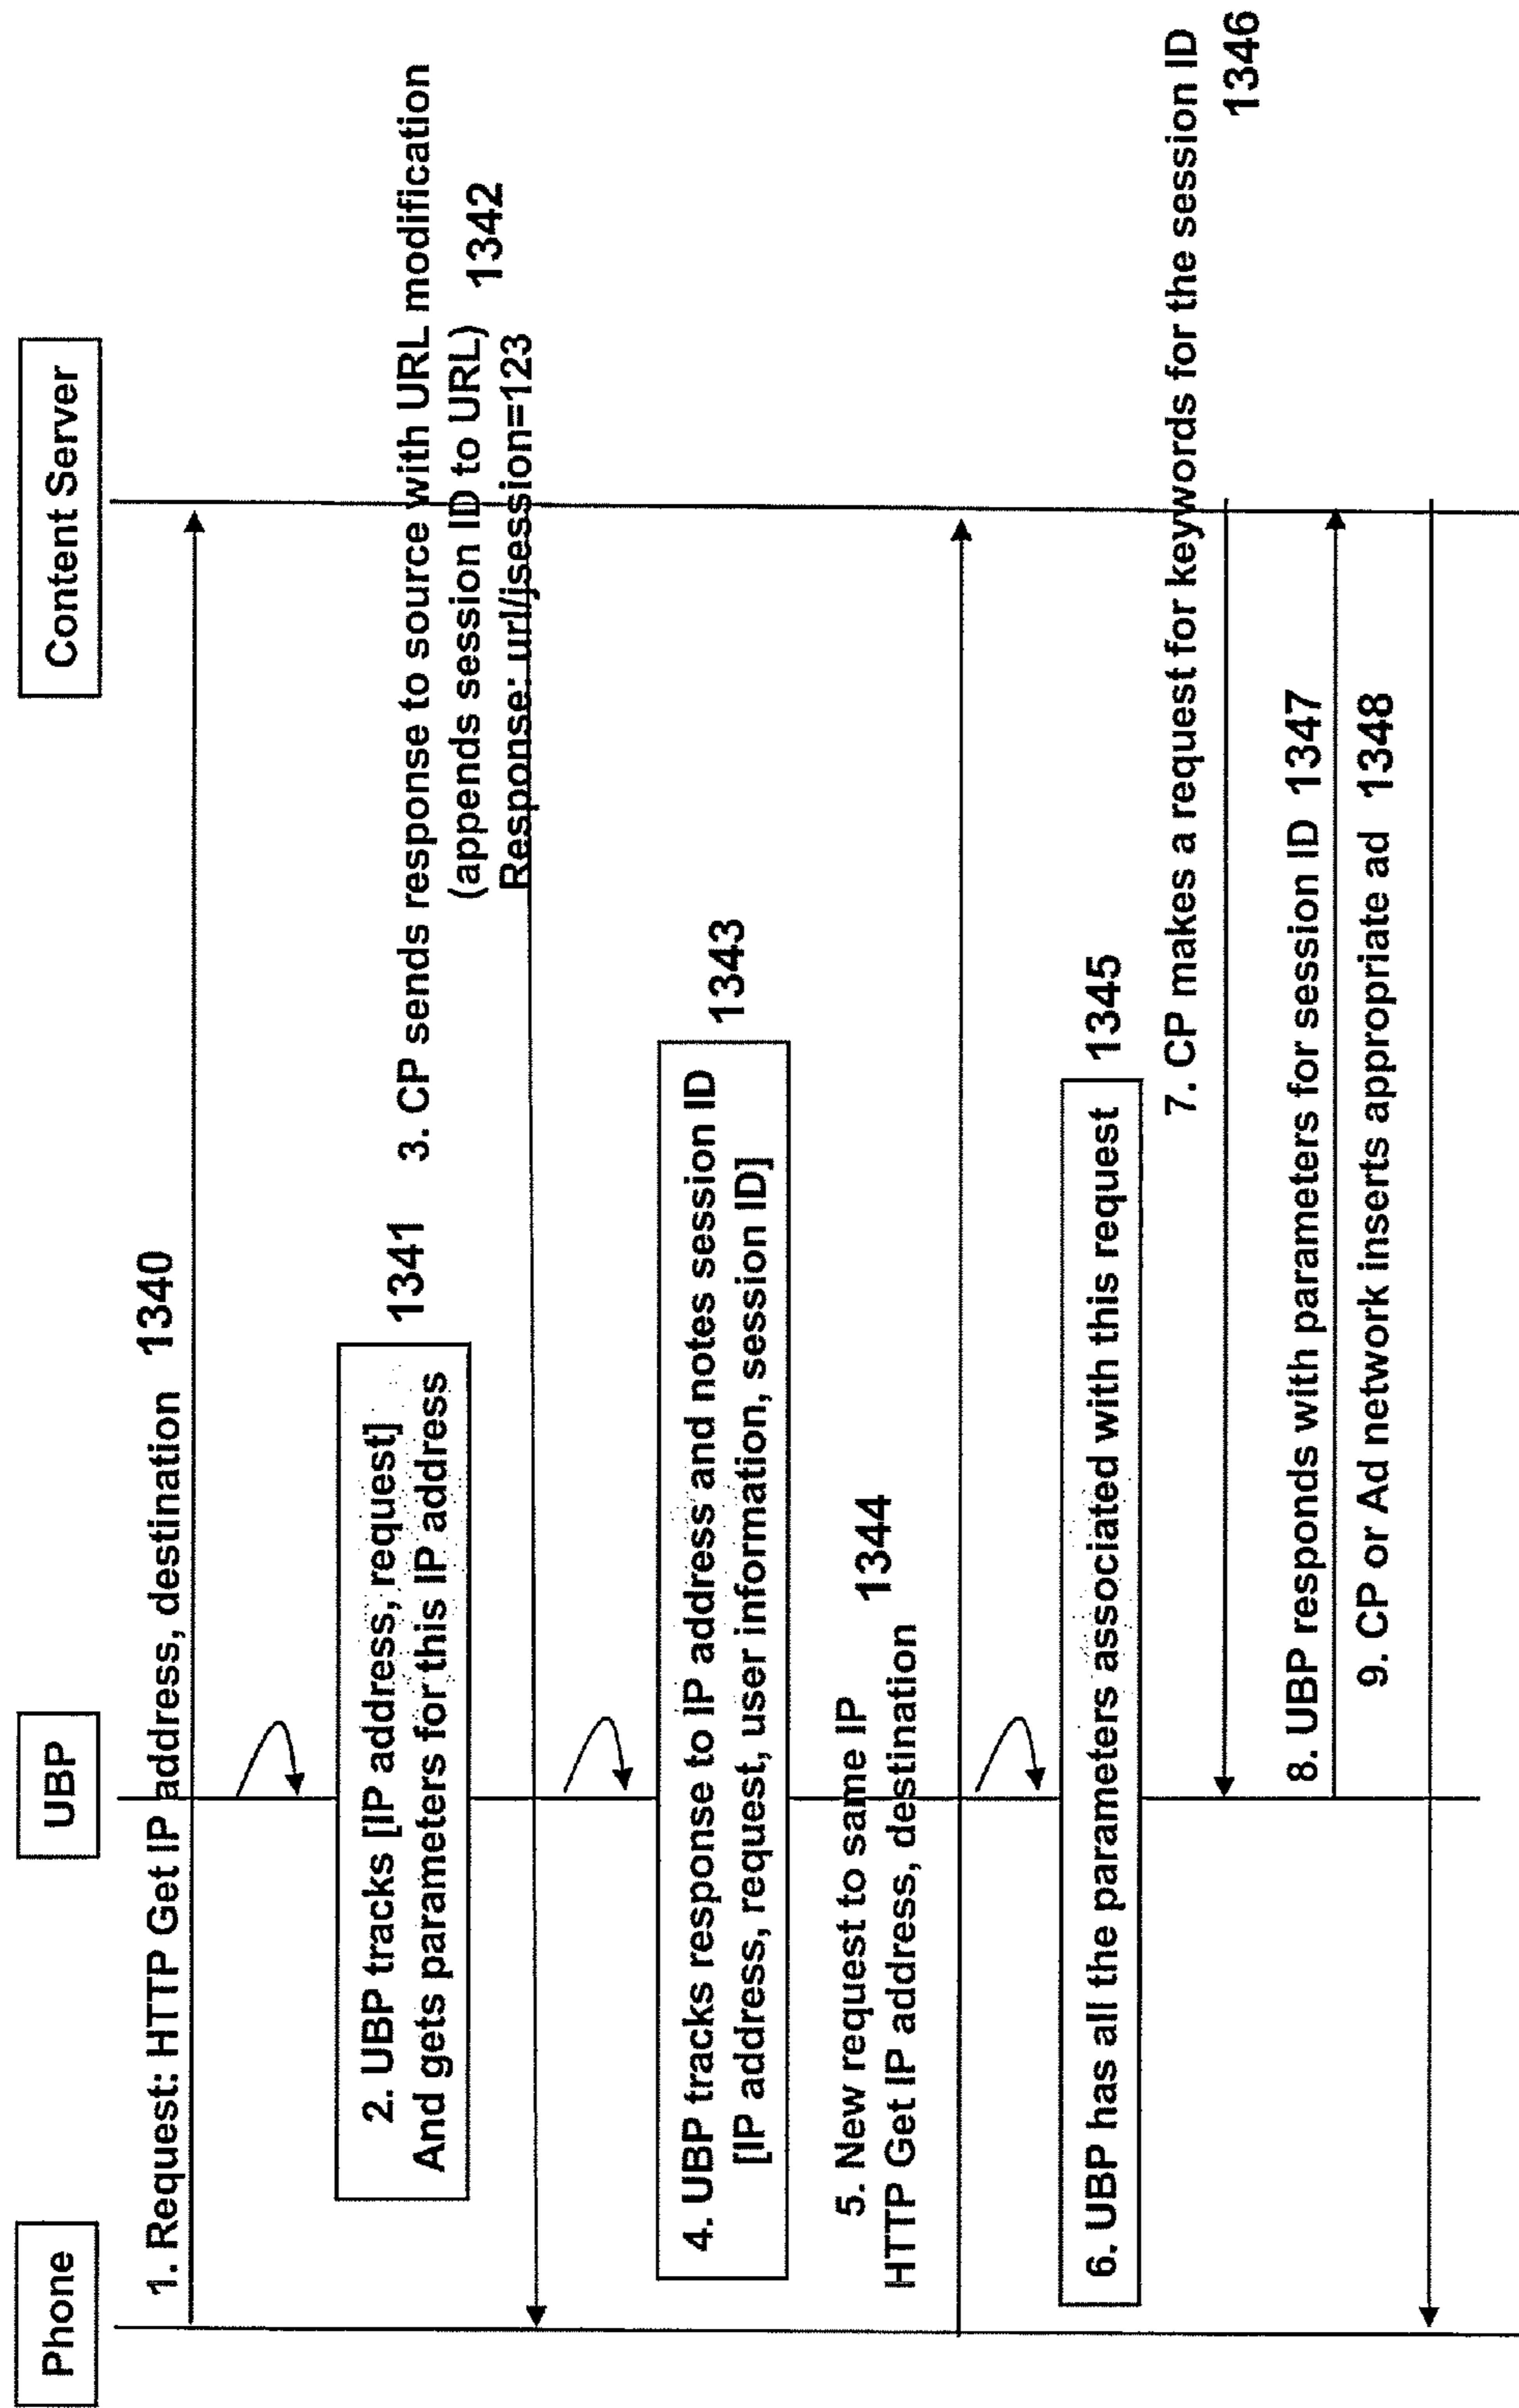 Phone
UBP
Content Server
1. Request: HTTP Get IP address, destination 1340
2. UBP tracks [IP address, request]
And gets parameters for this IP address
1341
3. CP sends response to source with URL modification
(appends session ID to URL) 1342
Response: url/jsession=123
4. UBP tracks response to IP address and notes session ID
[IP address, request, user information, session ID]
1343
5. New request to same IP
HTTP Get IP address, destination
1344
6. UBP has all the parameters associated with this request
1345
7. CP makes a request for keywords for the session ID
1346
8. UBP responds with parameters for session ID 1347
9. CP or Ad network inserts appropriate ad 1348